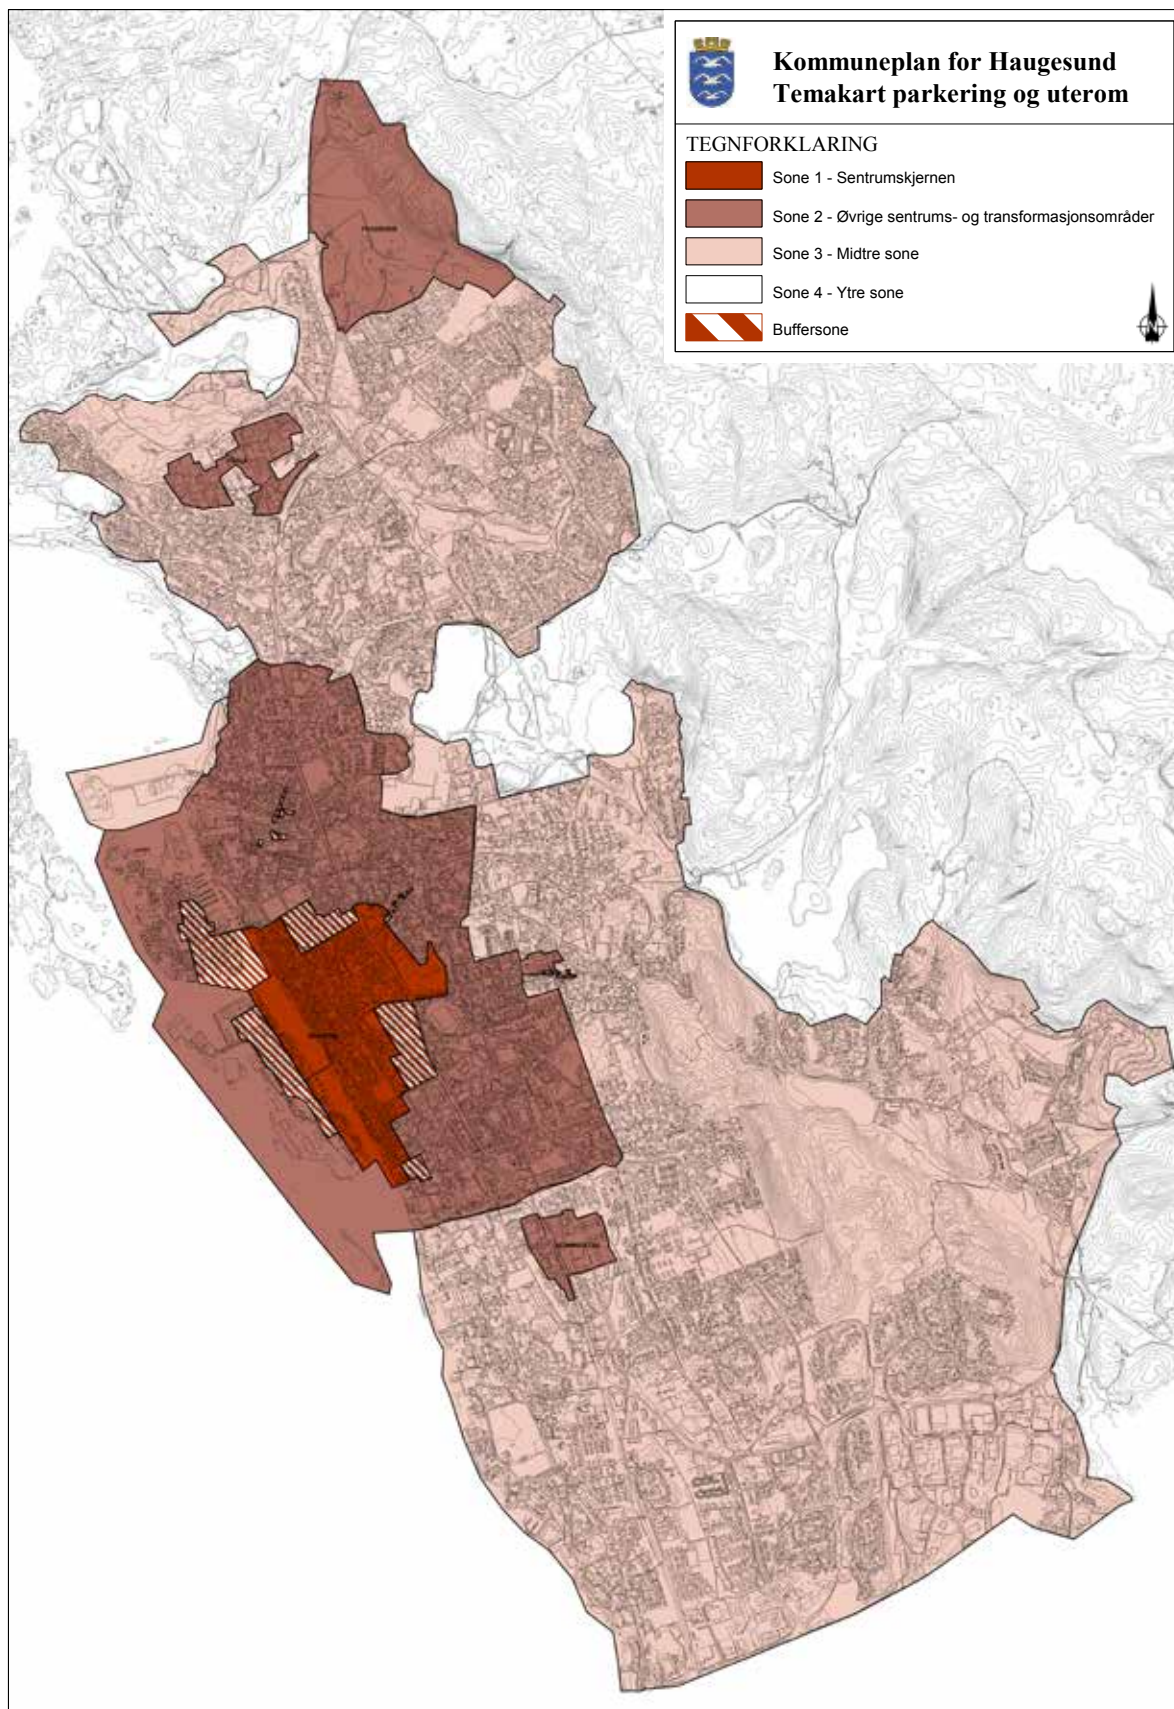 Kommuneplan for Haugesund
Temakart parkering og uterom
TEGNFORKLARING
Sone 1 - Sentrumskjernen
Sone 2 - Øvrige sentrums- og transformasjonsområder
Sone 3 - Midtre sone
Sone 4 - Ytre sone
Buffersone